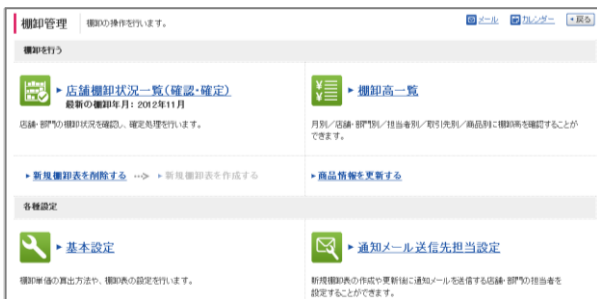 棚卸管理 棚卸の操作を行います。 メール カレンダー 戻る
棚卸を行う
店舗棚卸状況一覧(確認・確定)
最新の棚卸年月: 2012年11月
店舗・部門の棚卸状況を確認し、確定処理を行います。
棚卸高一覧
月別/店舗・部門別/担当者別/取引先別/商品別に棚卸高を確認することが
できます。
新規棚卸表を削除する …> 新規棚卸表を作成する
商品情報を更新する
各種設定
基本設定
棚卸単価の算出方法や、棚卸表の設定を行います。
通知メール送信先担当設定
新規棚卸表の作成や更新後に通知メールを送信する店舗・部門の担当者を
設定することができます。